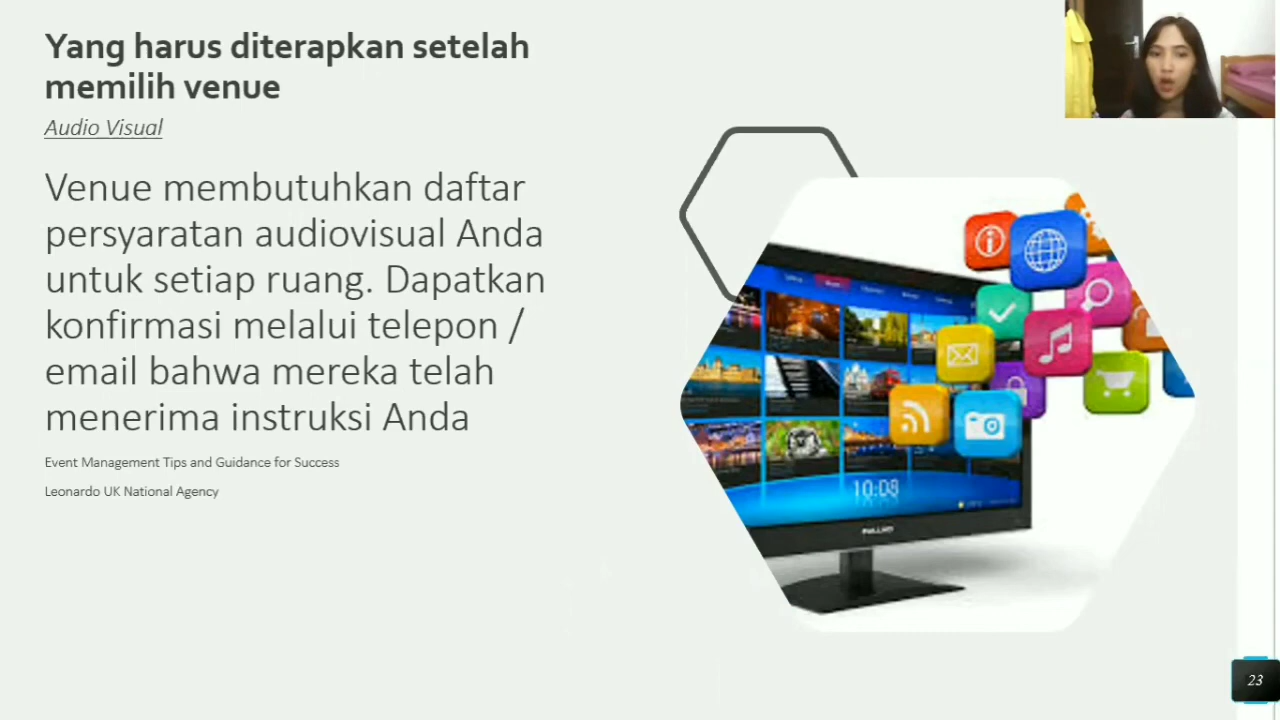 Yang harus diterapkan setelah
memilih venue
Audio Visual
Venue membutuhkan daftar
persyaratan audiovisual Anda
untuk setiap ruang. Dapatkan
konfirmasi melalui telepon /
email bahwa mereka telah
menerima instruksi Anda
Event Management Tips and Guidance for Success
Leonardo UK National Agency
10:08
23